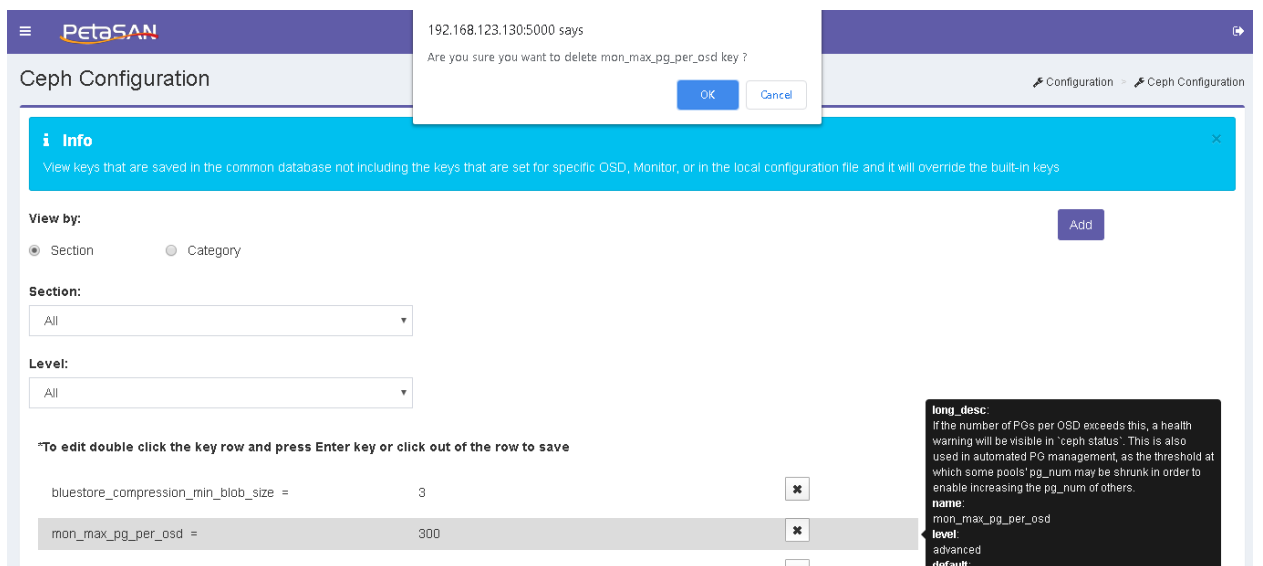 PetaSAN
192.168.123.130:5000 says
Are you sure you want to delete mon_max_pg_per_osd key ?
OK Cancel
Ceph Configuration
Configuration > Ceph Configuration
i Info
View keys that are saved in the common database not including the keys that are set for specific OSD, Monitor, or in the local configuration file and it will override the built-in keys
View by:
Add
Section Category
Section:
All
Level:
All
*To edit double click the key row and press Enter key or click out of the row to save
bluestore_compression_min_blob_size = 3
mon_max_pg_per_osd = 300
long_desc:
If the number of PGs per OSD exceeds this, a health
warning will be visible in `ceph status`. This is also
used in automated PG management, as the threshold at
which some pools' pg_num may be shrunk in order to
enable increasing the pg_num of others.
name:
mon_max_pg_per_osd
level:
advanced
default: